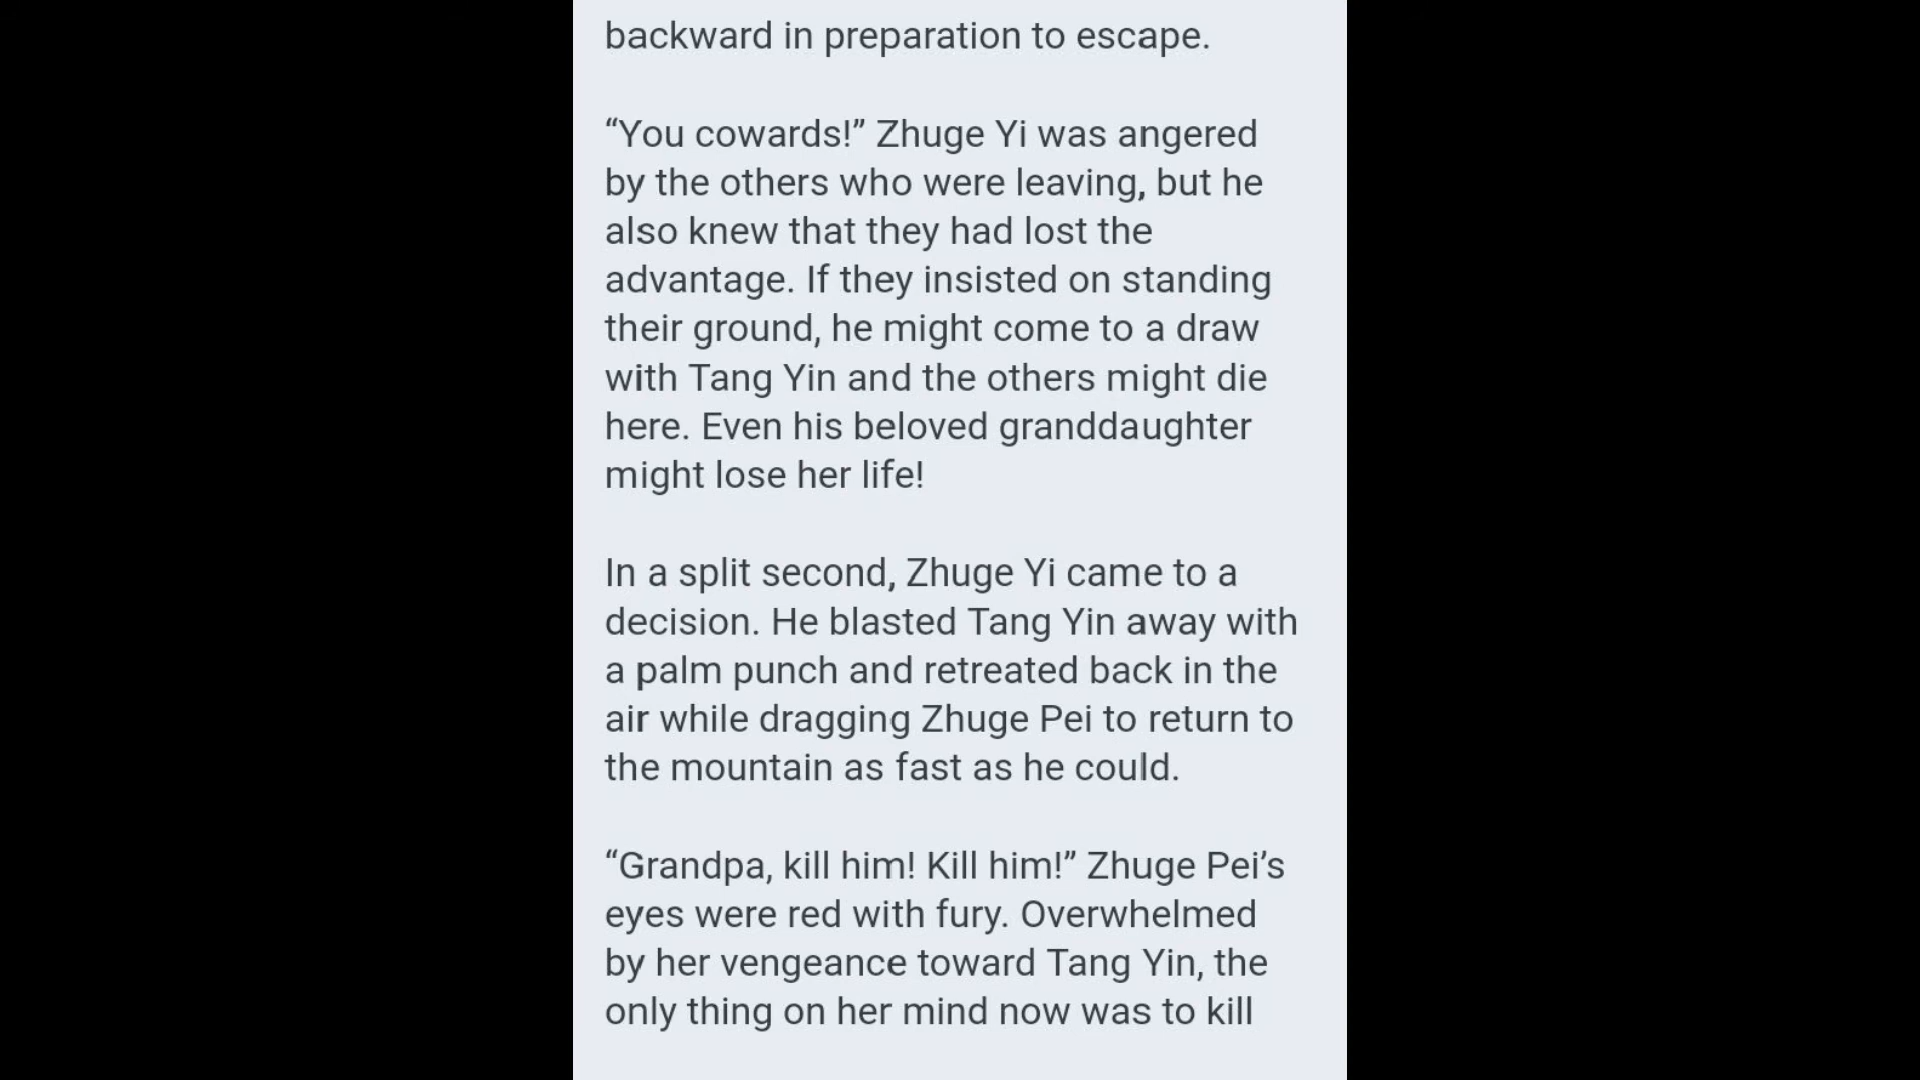 backward in preparation to escape.
“You cowards!” Zhuge Yi was angered
by the others who were leaving, but he
also knew that they had lost the
advantage. If they insisted on standing
their ground, he might come to a draw
with Tang Yin and the others might die
here. Even his beloved granddaughter
might lose her life!
In a split second, Zhuge Yi came to a
decision. He blasted Tang Yin away with
a palm punch and retreated back in the
air while dragging Zhuge Pei to return to
the mountain as fast as he could.
“Grandpa, kill him! Kill him!” Zhuge Pei’s
eyes were red with fury. Overwhelmed
by her vengeance toward Tang Yin, the
only thing on her mind now was to kill